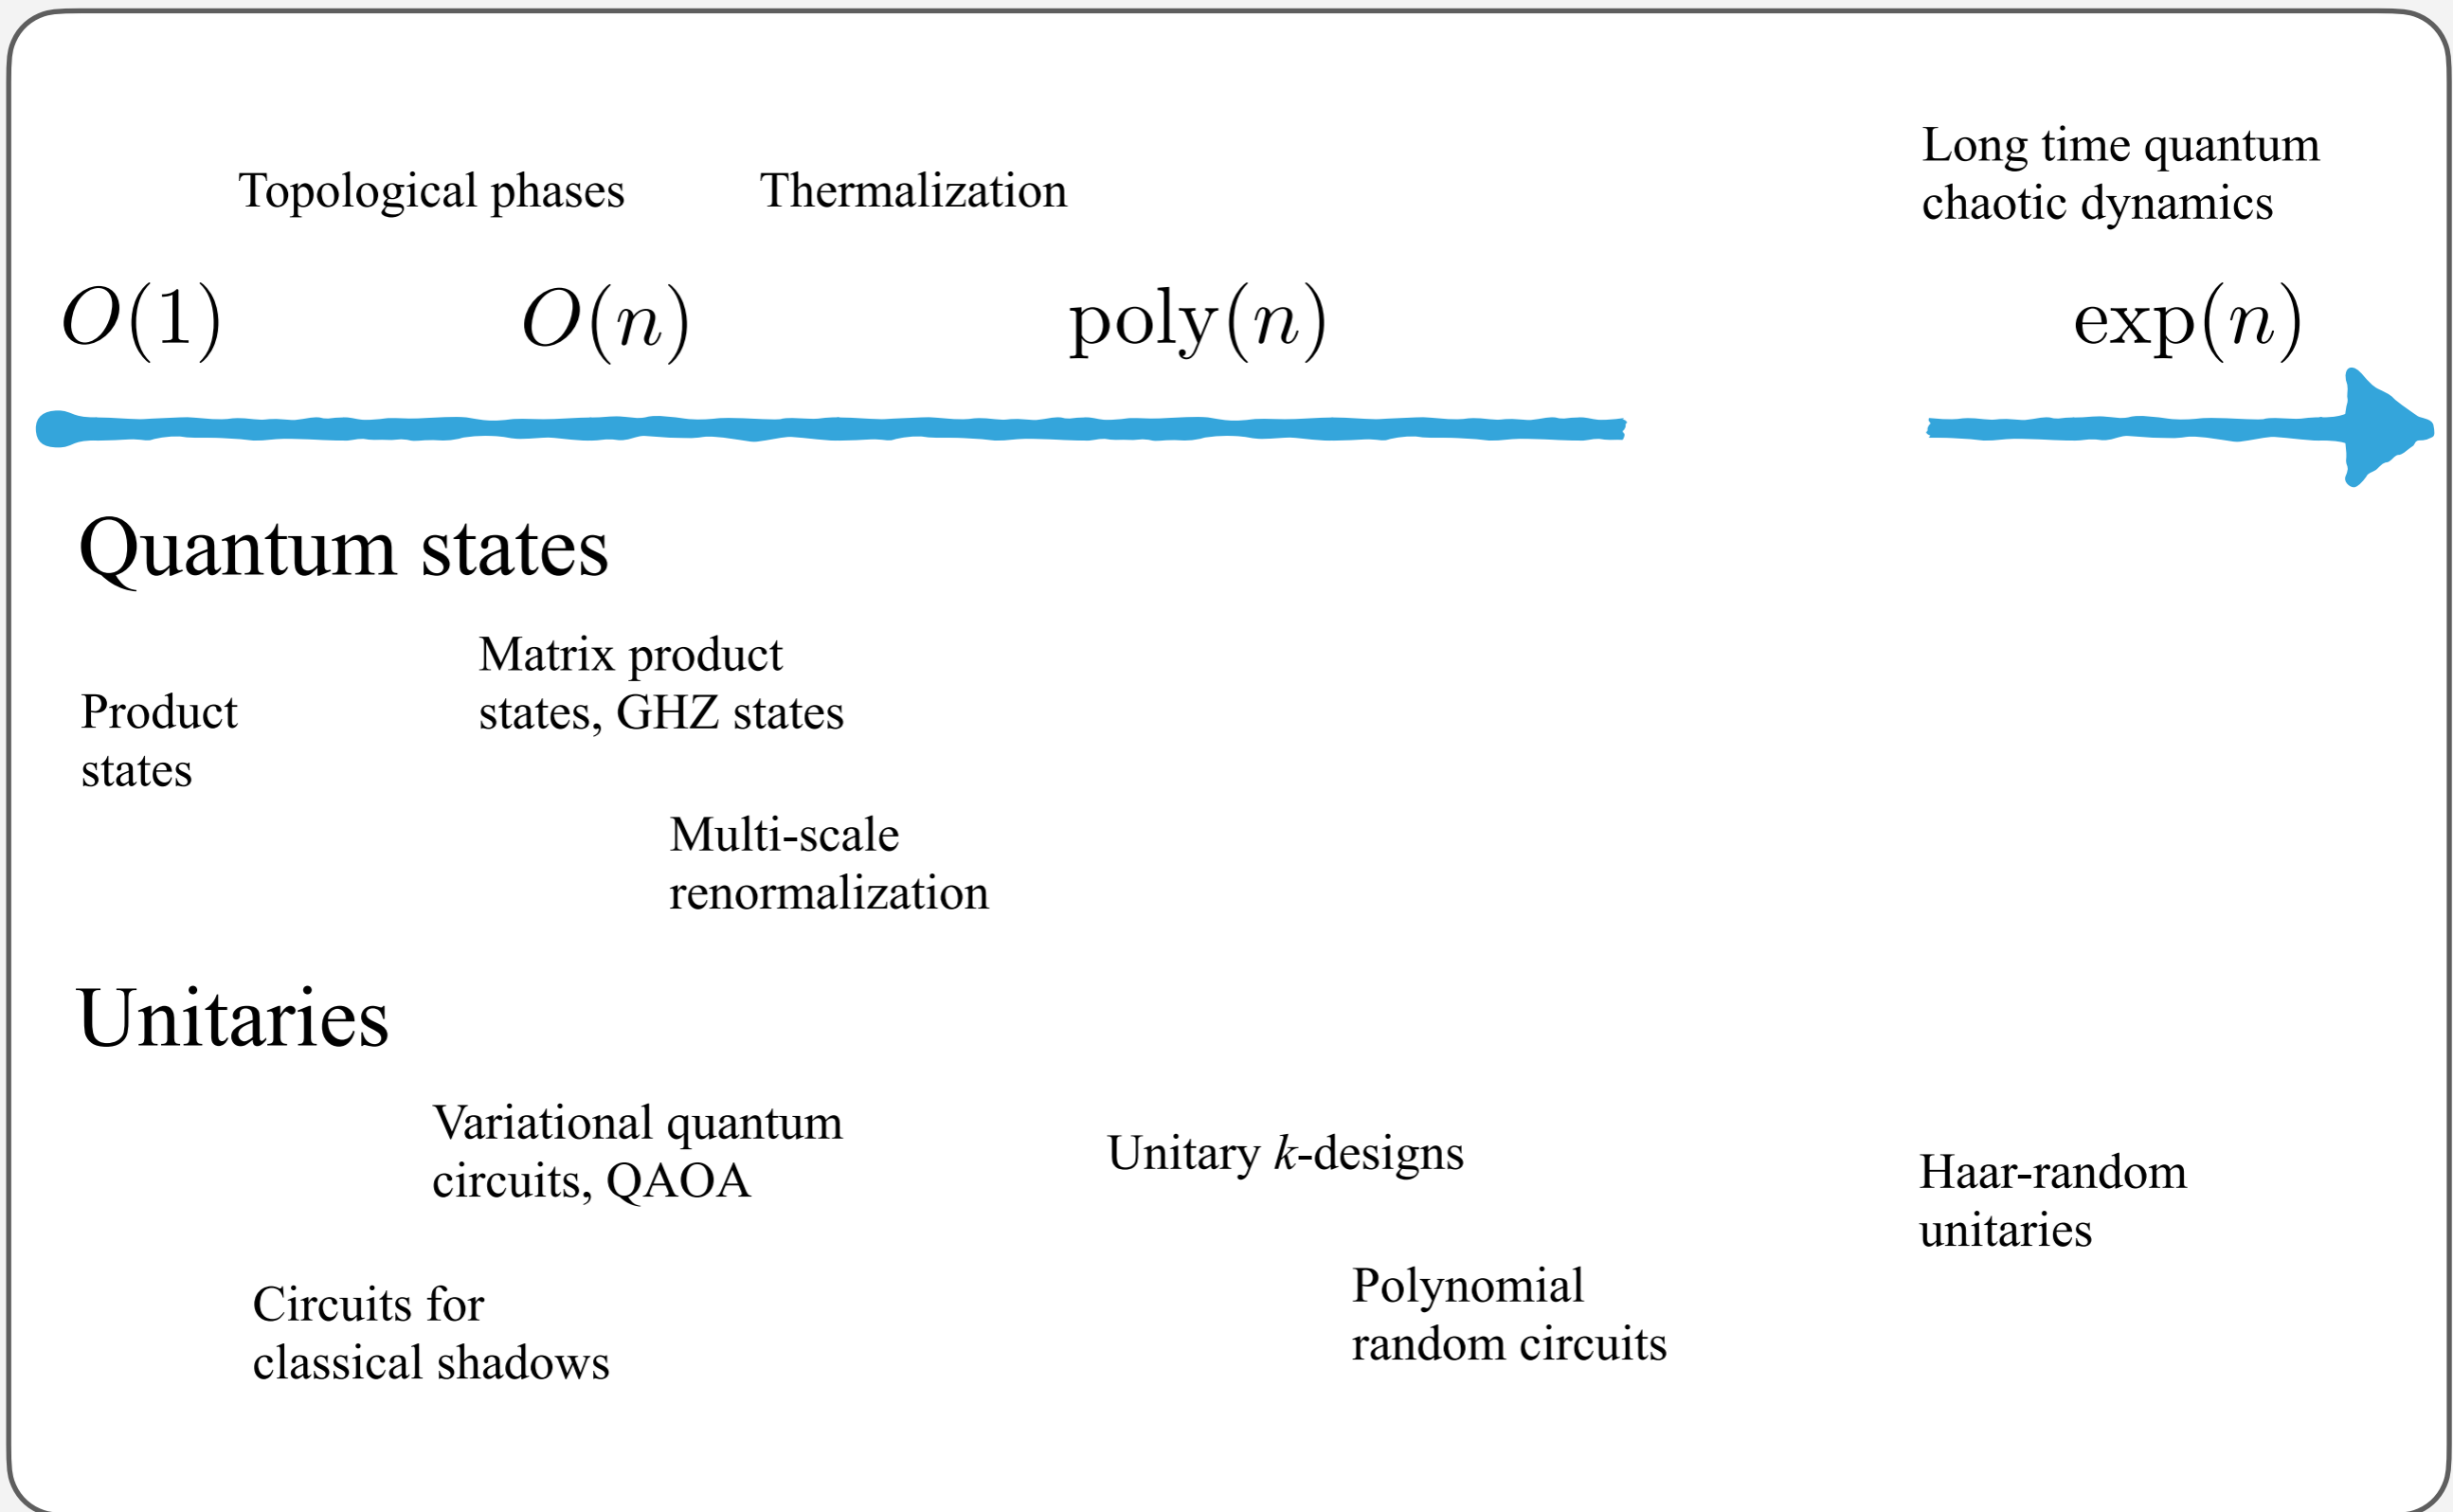 Topological phases
Thermalization
Long time quantum
chaotic dynamics
O(1)
O(n)
poly(n)
exp(n)
Quantum states
Product
states
Matrix product
states, GHZ states
Multi-scale
renormalization
Unitaries
Variational quantum
circuits, QAOA
Circuits for
classical shadows
Unitary k-designs
Polynomial
random circuits
Haar-random
unitaries